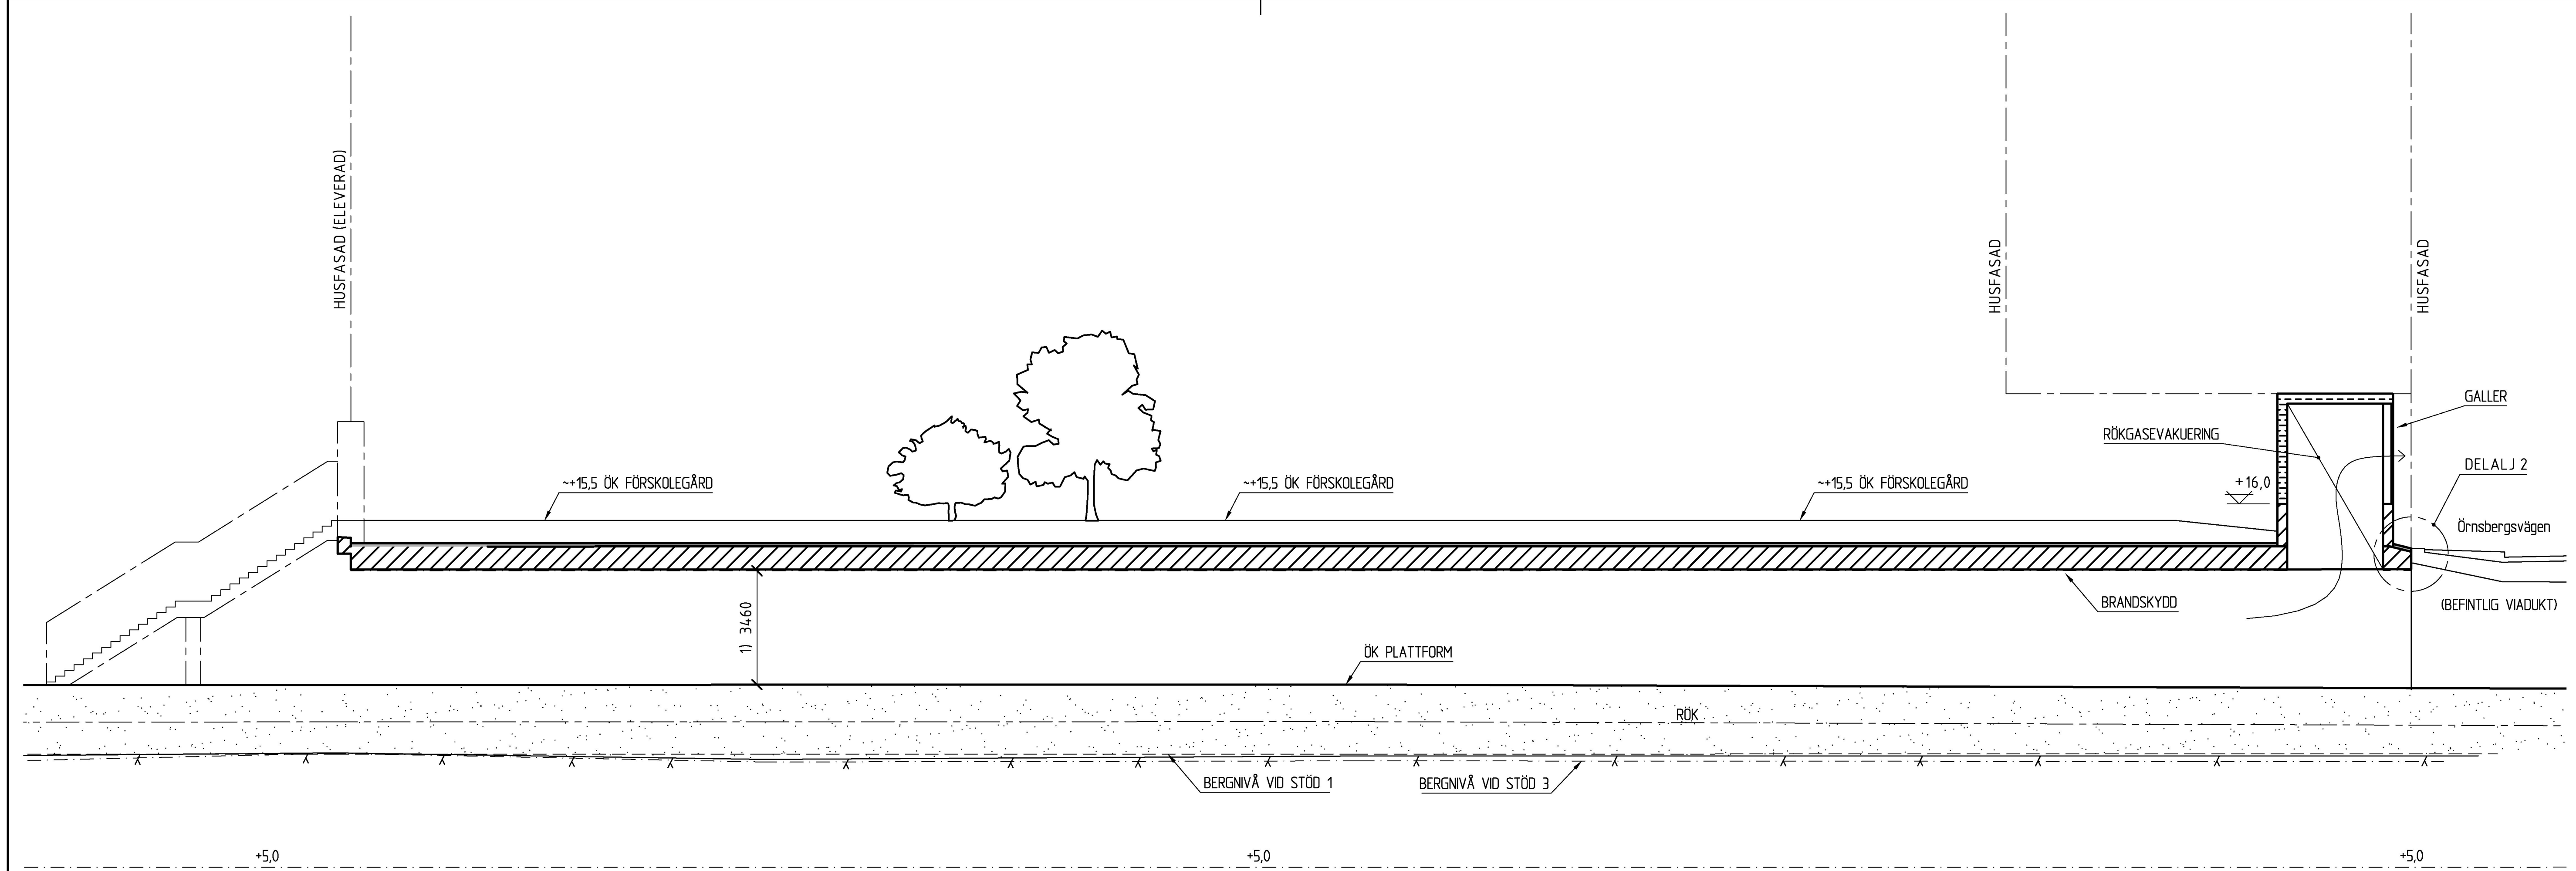 HUSFASAD (ELEVERAD)
HUSFASAD
HUSFASAD
GALLER
RÖKGASEVAKUERING
DELALJ 2
~+15,5 ÖK FÖRSKOLEGÅRD
~+15,5 ÖK FÖRSKOLEGÅRD
~+15,5 ÖK FÖRSKOLEGÅRD
+16,0
Örnsbergsvägen
(BEFINTLIG VIADUKT)
BRANDSKYDD
1) 3460
ÖK PLATTFORM
RÖK
BERGNIVÅ VID STÖD 1
BERGNIVÅ VID STÖD 3
+5,0
+5,0
+5,0